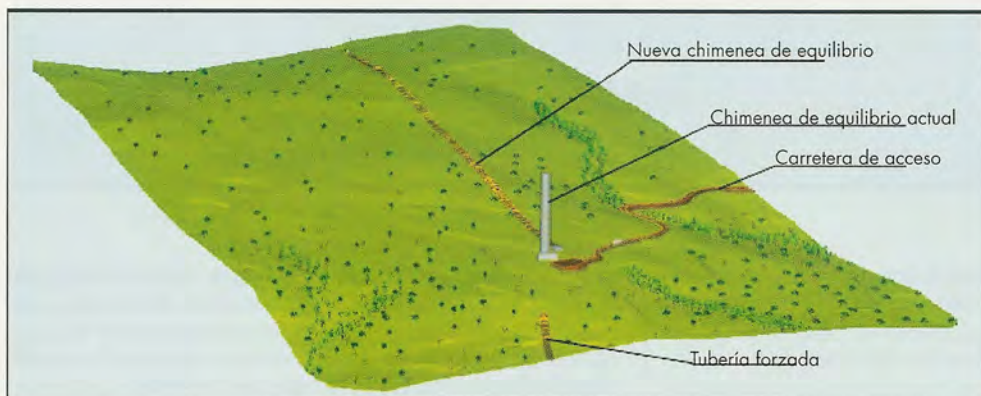 Nueva chimenea de equilibrio
Chimenea de equilibrio actual
Carretera de acceso
Tubería forzada